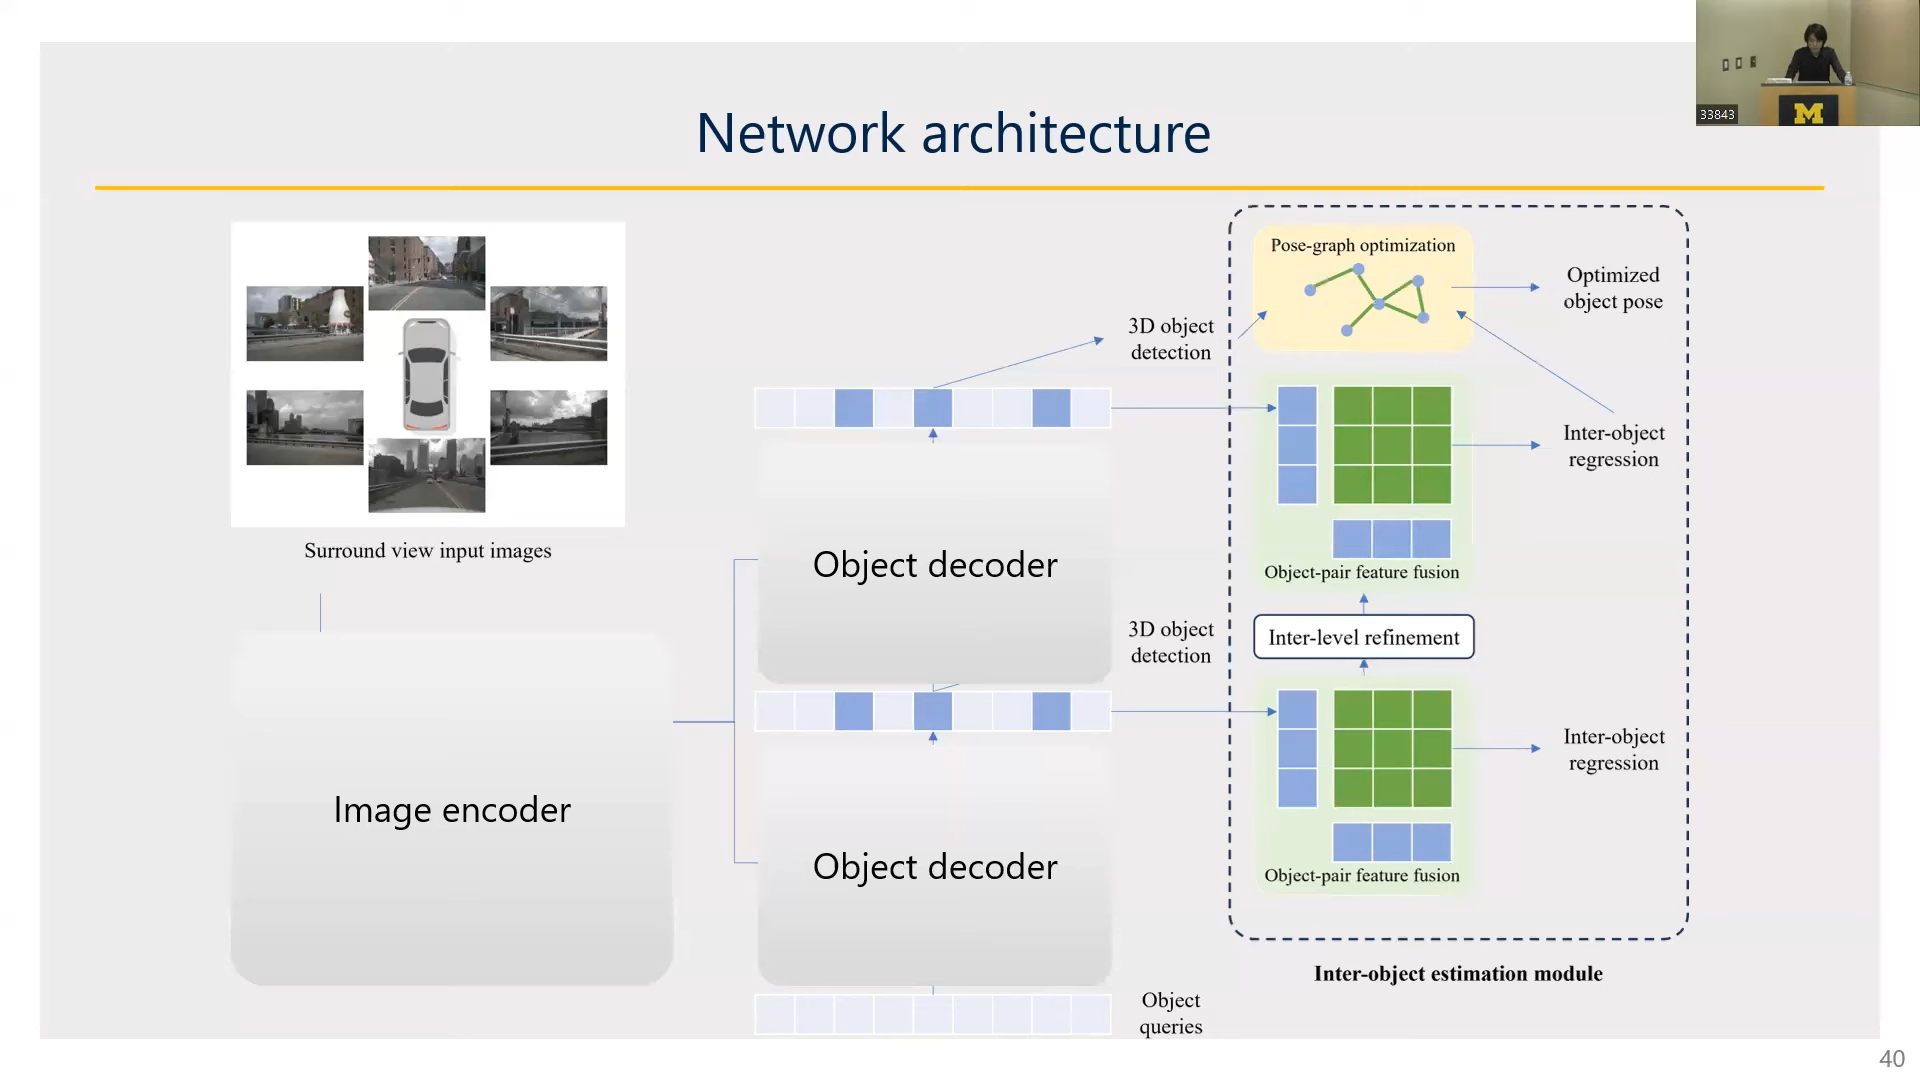 Network architecture
33843
M
Surround view input images
Image encoder
Object decoder
Object decoder
3D object
detection
3D object
detection
Object
queries
Pose-graph optimization
Optimized
object pose
Inter-object
regression
Object-pair feature fusion
Inter-level refinement
Inter-object
regression
Object-pair feature fusion
Inter-object estimation module
40